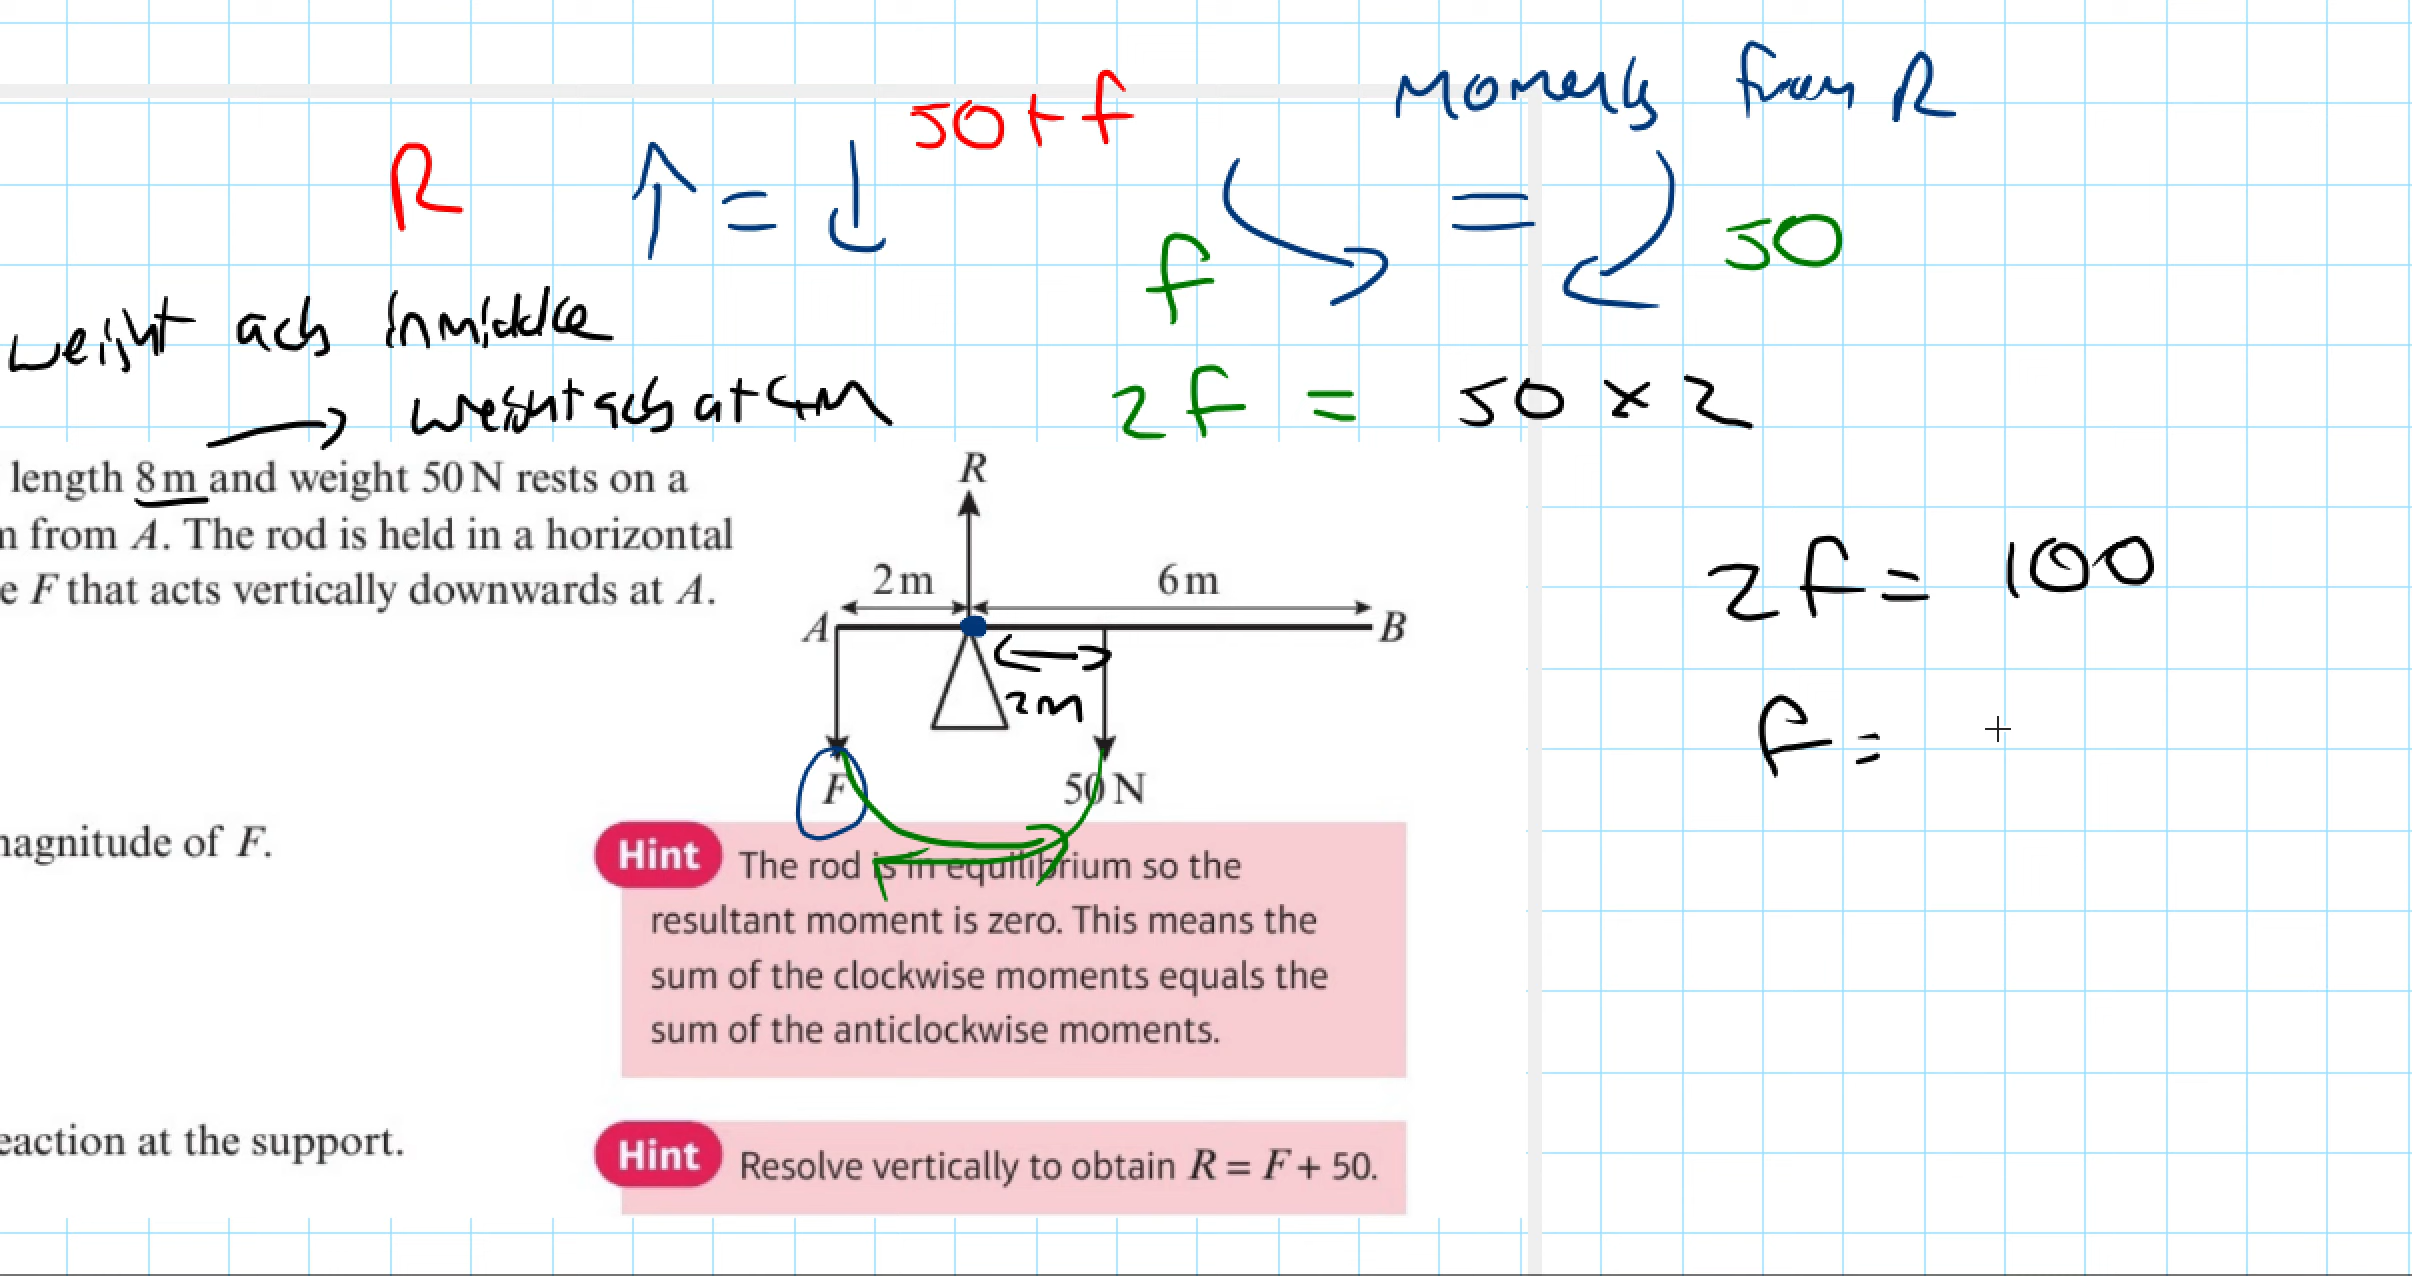 Moments from R
50 + f
R ↑ = ↓
f = 50
weight acts in middle
→ weight acts at 4m
2f = 50 × 2
length 8 m and weight 50 N rests on a
from A. The rod is held in a horizontal
F that acts vertically downwards at A.
R
2 m 6 m
A B
2m
F 50 N
2f = 100
f =
magnitude of F.
Hint The rod is in equilibrium so the
resultant moment is zero. This means the
sum of the clockwise moments equals the
sum of the anticlockwise moments.
eaction at the support.
Hint Resolve vertically to obtain R = F + 50.